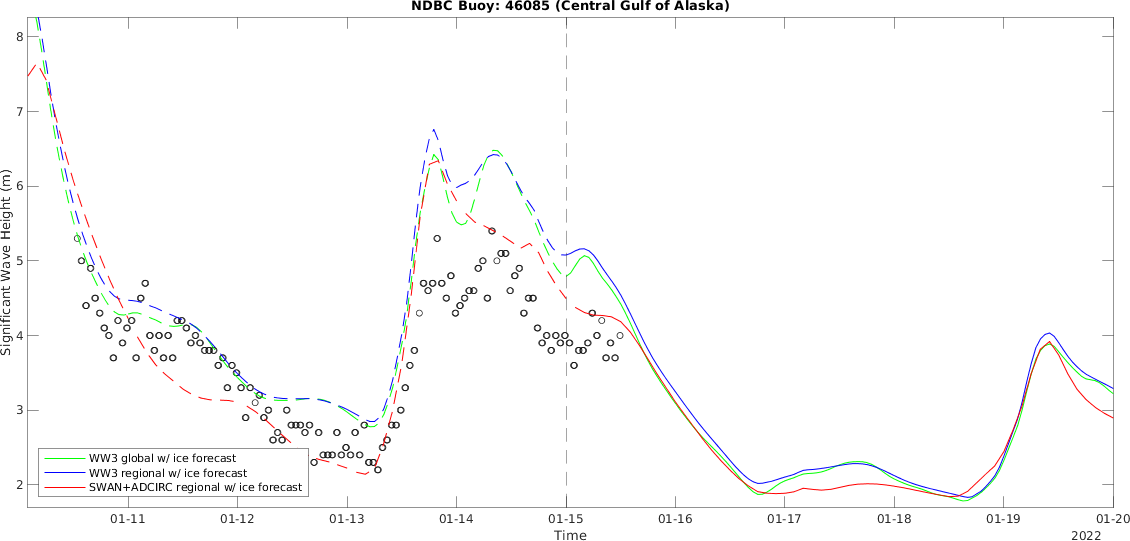 NDBC Buoy: 46085 (Central Gulf of Alaska)
8
7
6
5
4
3
2
Significant Wave Height (m)
WW3 global w/ ice forecast
WW3 regional w/ ice forecast
SWAN+ADCIRC regional w/ ice forecast
01-11 01-12 01-13 01-14 01-15 01-16 01-17 01-18 01-19 01-20
Time
2022